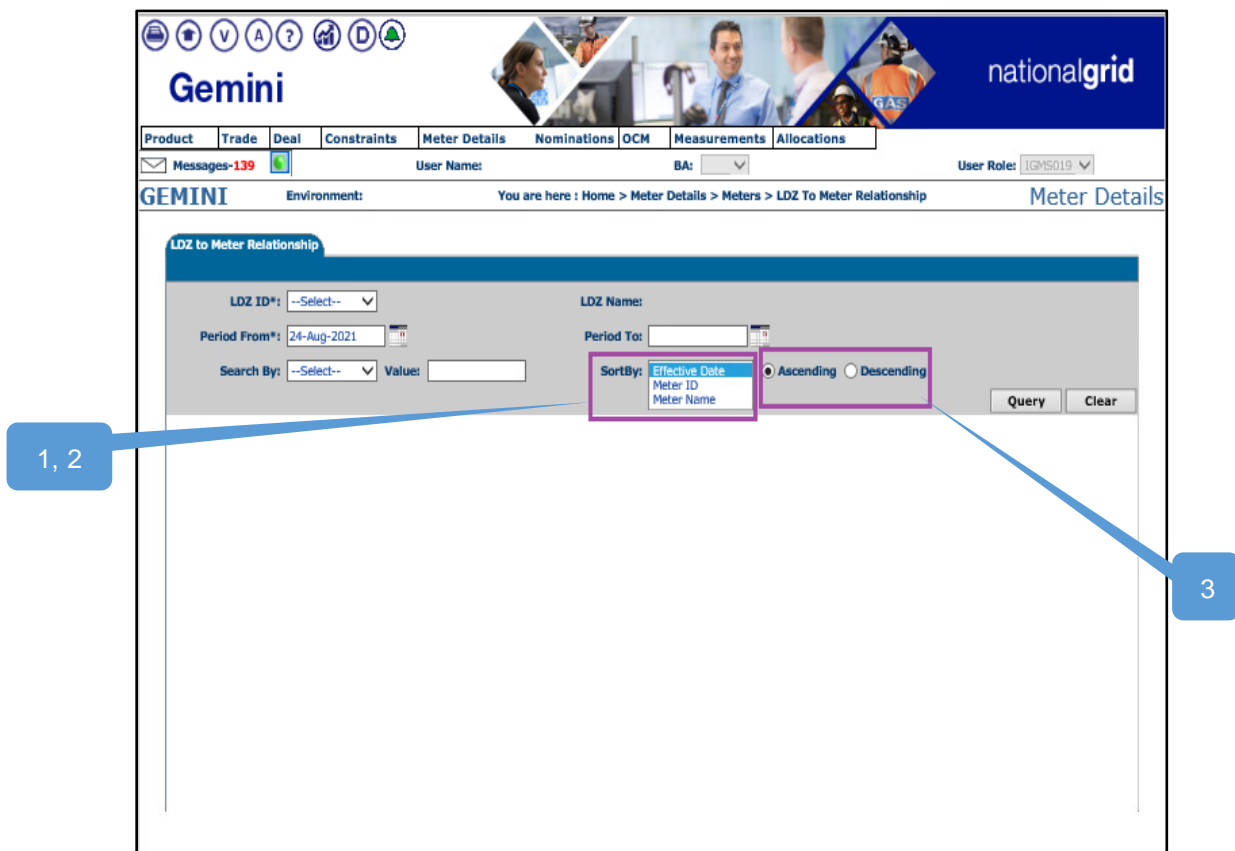 V A ? D
Gemini
nationalgrid
GAS
Product Trade Deal Constraints Meter Details Nominations OCM Measurements Allocations
Messages-139 User Name: BA: User Role: IGMS019
GEMINI Environment: You are here : Home > Meter Details > Meters > LDZ To Meter Relationship Meter Details
LDZ to Meter Relationship
LDZ ID*: --Select-- LDZ Name:
Period From*: 24-Aug-2021 Period To:
Search By: --Select-- Value: SortBy: Effective Date Ascending Descending
Meter ID
Meter Name
Query Clear
1, 2
3